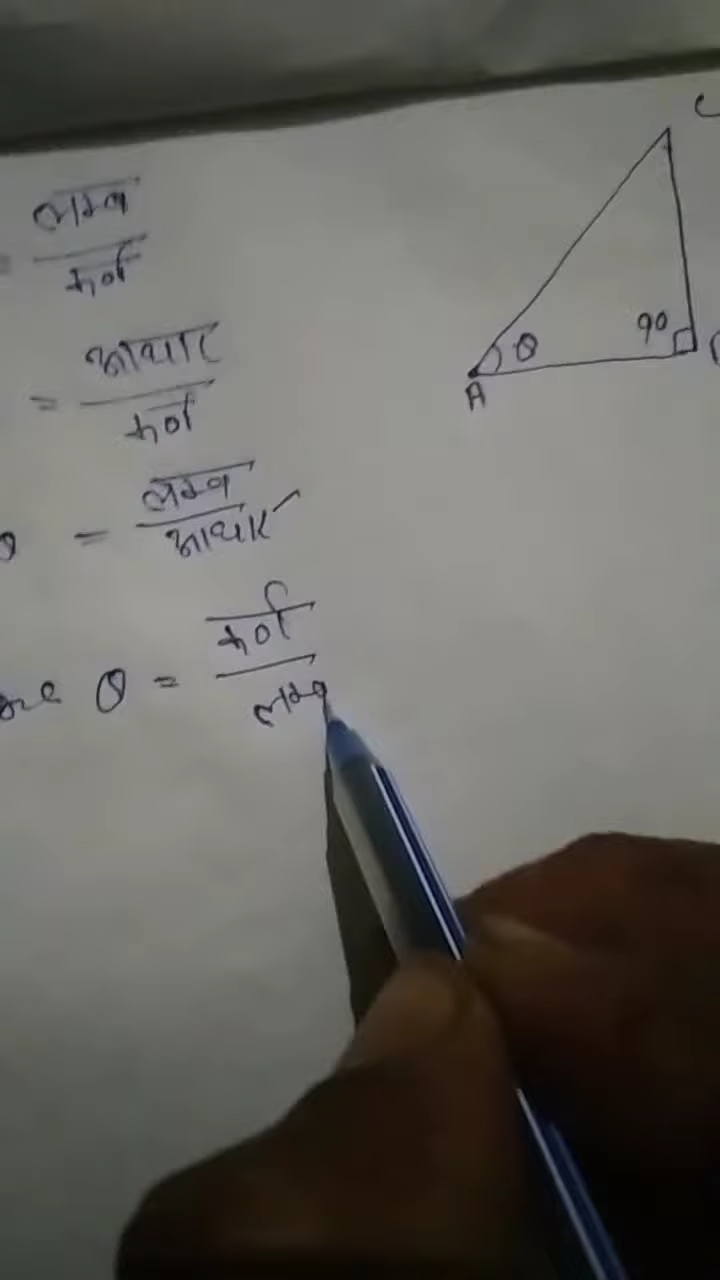 = लम्ब
कर्ण
= आधार
कर्ण
θ = लम्ब
आधार
θ = कर्ण
लम्ब
C
90
θ
A